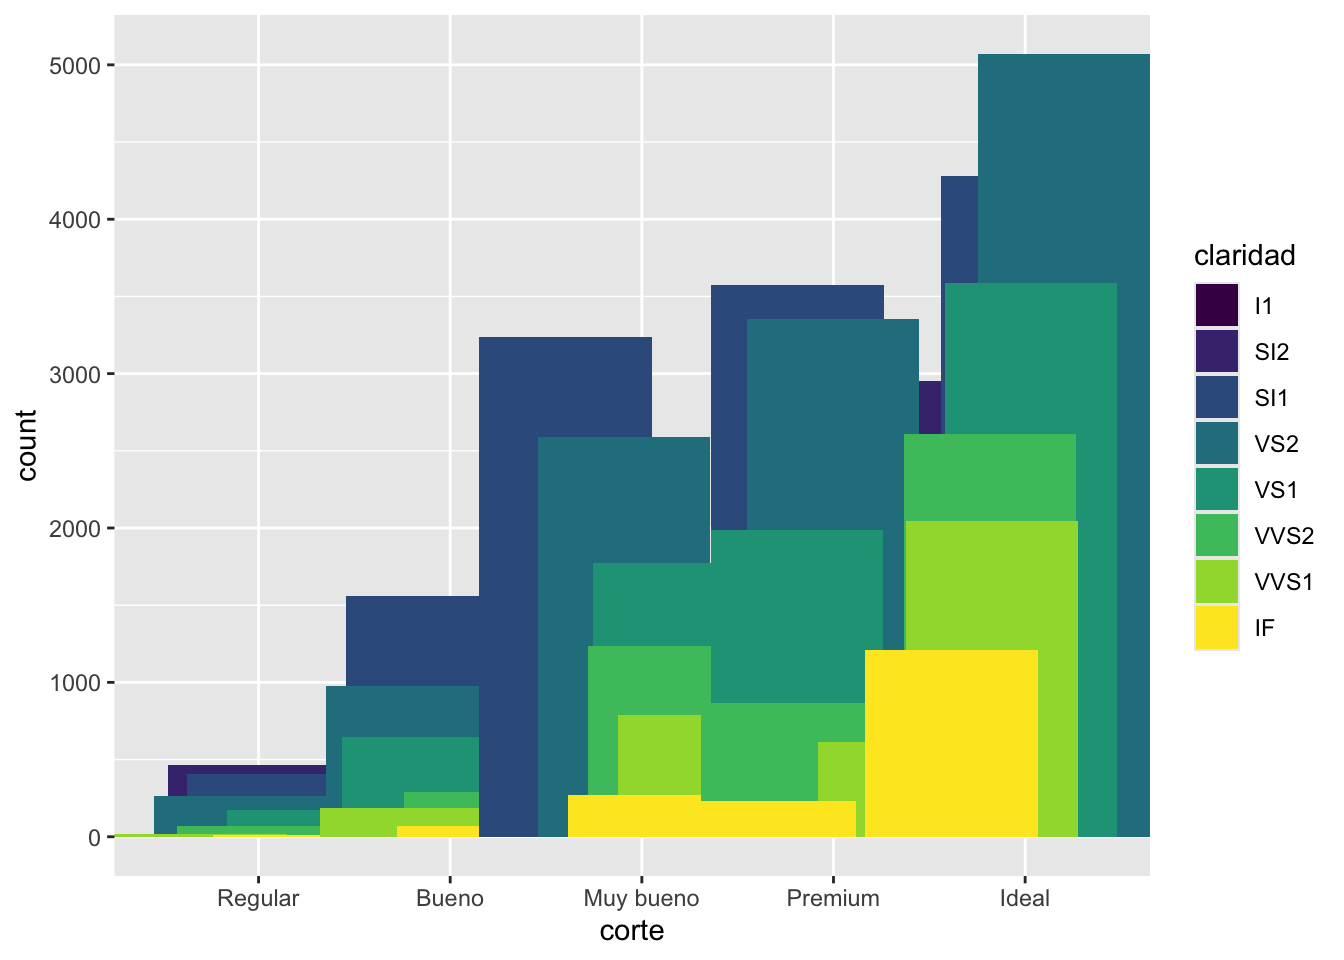 5000
4000
3000
2000
1000
0
count
Regular Bueno Muy bueno Premium Ideal
corte
claridad
I1
SI2
SI1
VS2
VS1
VVS2
VVS1
IF